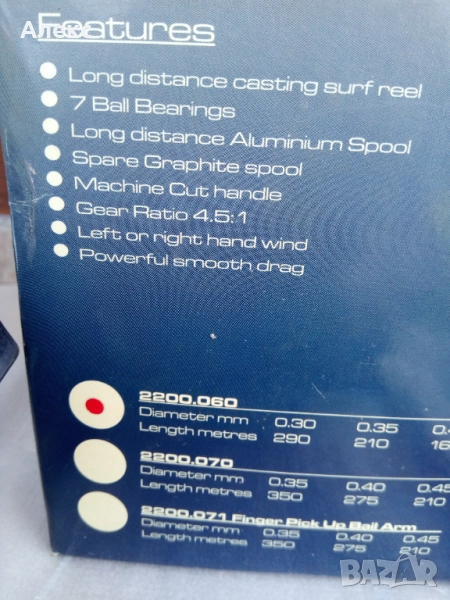 Features
Алекс
Long distance casting surf reel
7 Ball Bearings
Long distance Aluminium Spool
Spare Graphite spool
Machine Cut handle
Gear Ratio 4.5:1
Left or right hand wind
Powerful smooth drag
2200.060
Diameter mm 0.30 0.35
Length metres 290 210
2200.070
Diameter mm 0.35 0.40 0.45
Length metres 350 275 210
2200.071 Finger Pick Up Bail Arm
Diameter mm 0.35 0.40 0.45
Length metres 350 275 210
BAZAR